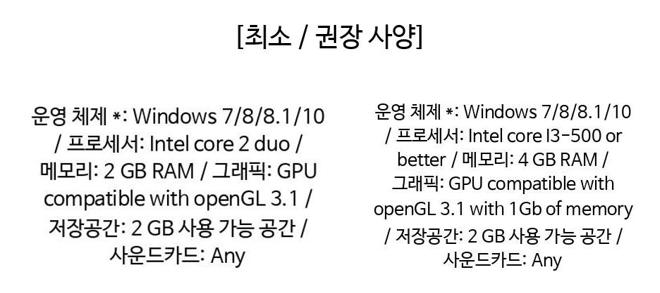 [최소 / 권장 사양]
운영 체제 *: Windows 7/8/8.1/10
/ 프로세서: Intel core 2 duo /
메모리: 2 GB RAM / 그래픽: GPU
compatible with openGL 3.1 /
저장공간: 2 GB 사용 가능 공간 /
사운드카드: Any
운영 체제 *: Windows 7/8/8.1/10
/ 프로세서: Intel core I3-500 or
better / 메모리: 4 GB RAM /
그래픽: GPU compatible with
openGL 3.1 with 1Gb of memory
/ 저장공간: 2 GB 사용 가능 공간 /
사운드카드: Any